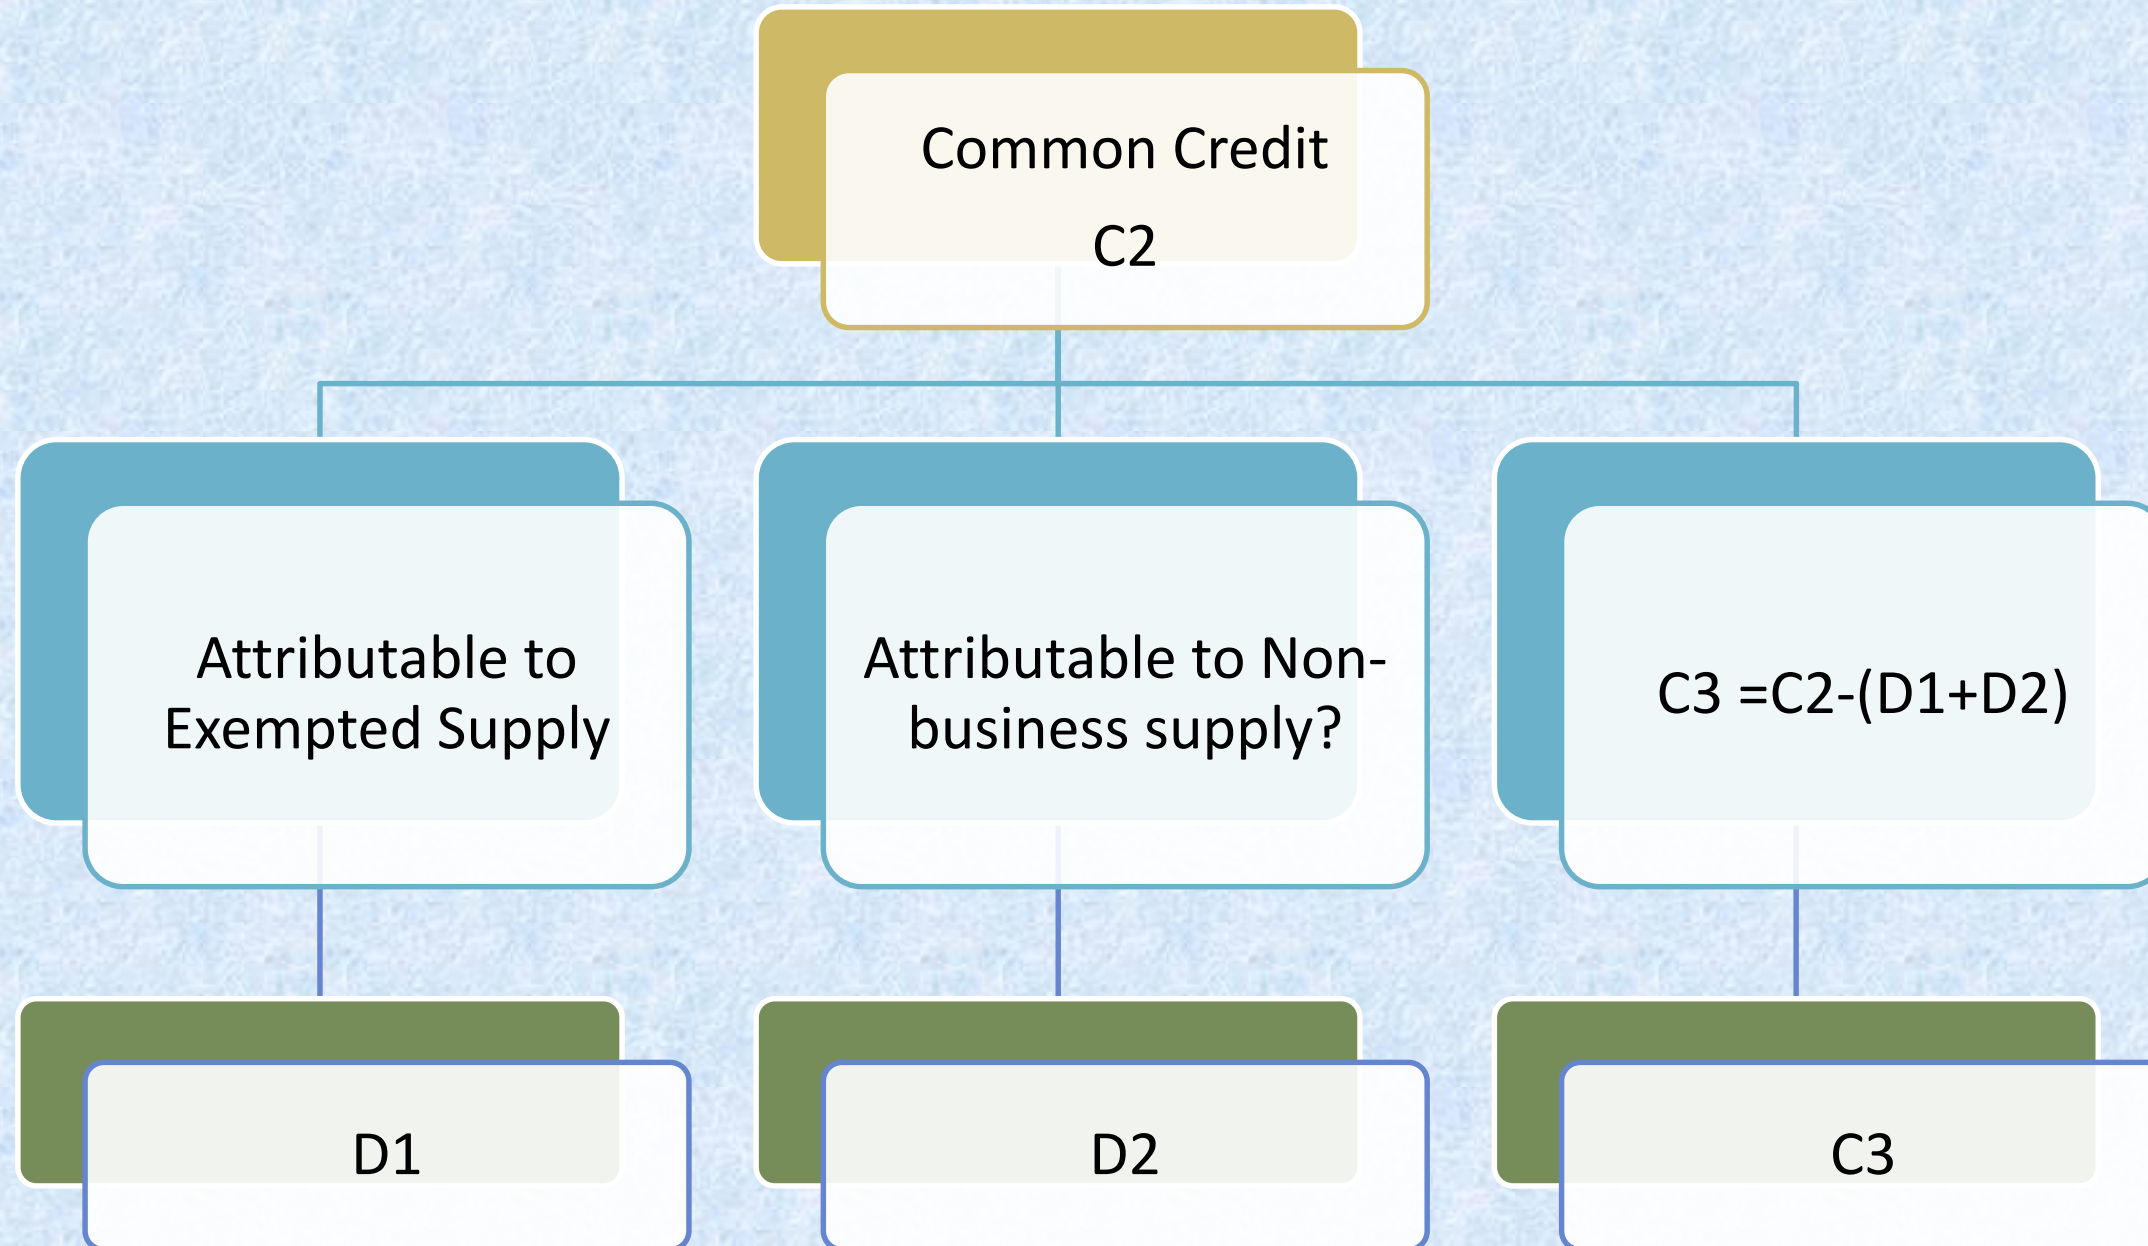 Common Credit
C2
Attributable to
Exempted Supply
Attributable to Non-
business supply?
C3 =C2-(D1+D2)
D1
D2
C3